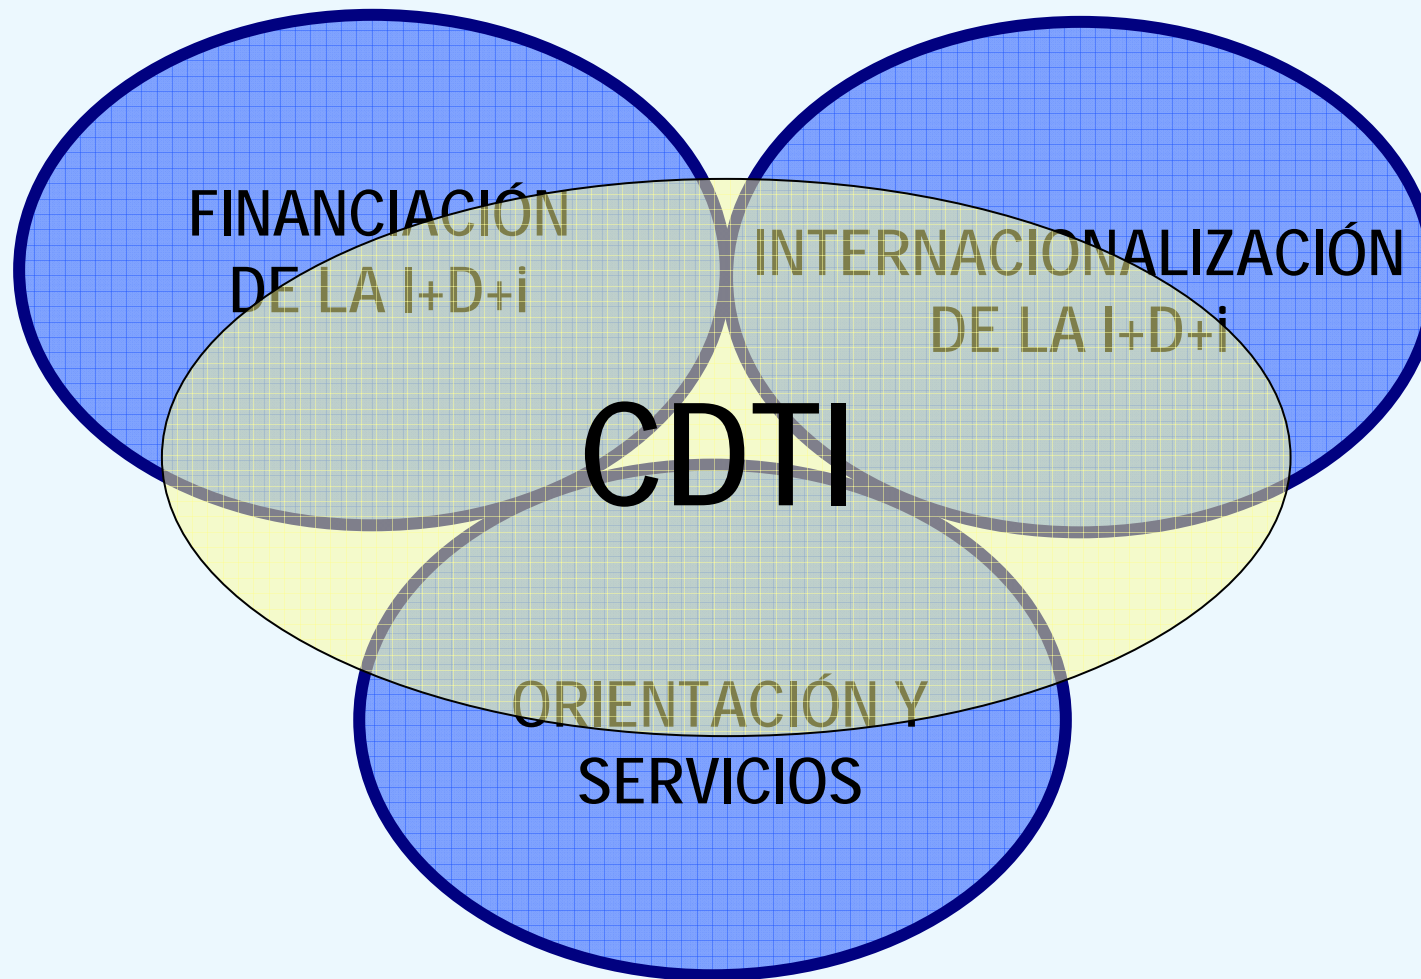 FINANCIACIÓN
DE LA I+D+i
INTERNACIONALIZACIÓN
DE LA I+D+i
CDTI
ORIENTACIÓN Y
SERVICIOS